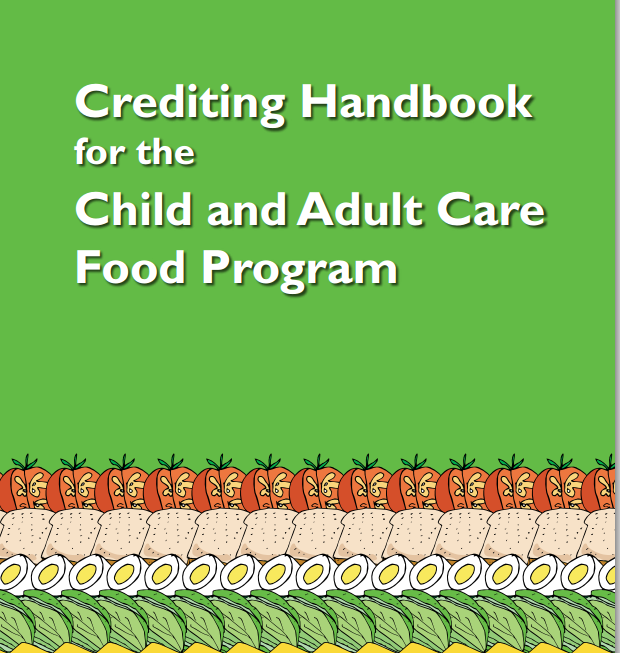 Crediting Handbook
for the
Child and Adult Care
Food Program